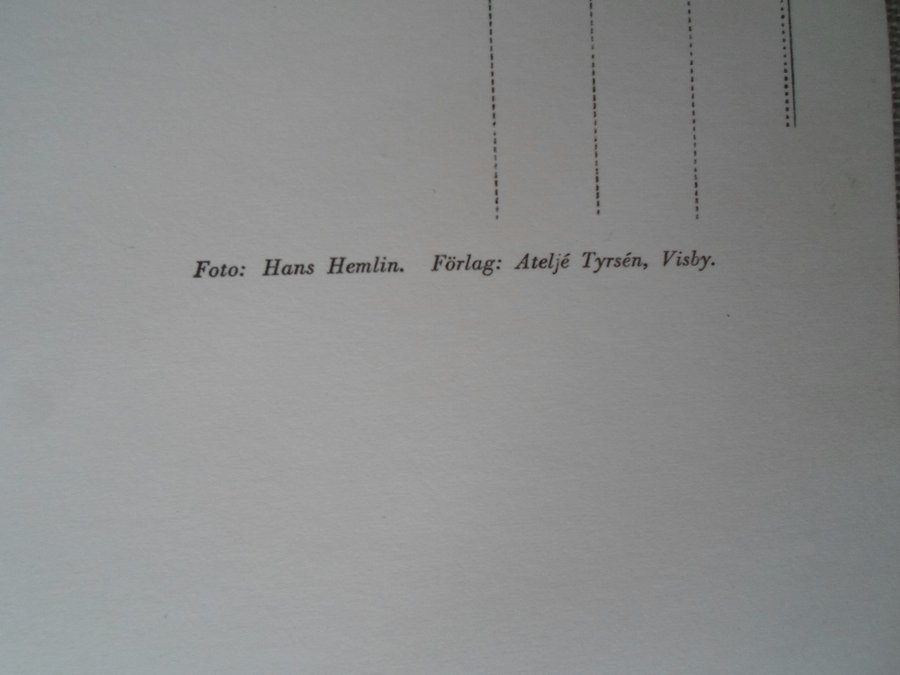 Foto: Hans Hemlin. Förlag: Ateljé Tyrsén, Visby.